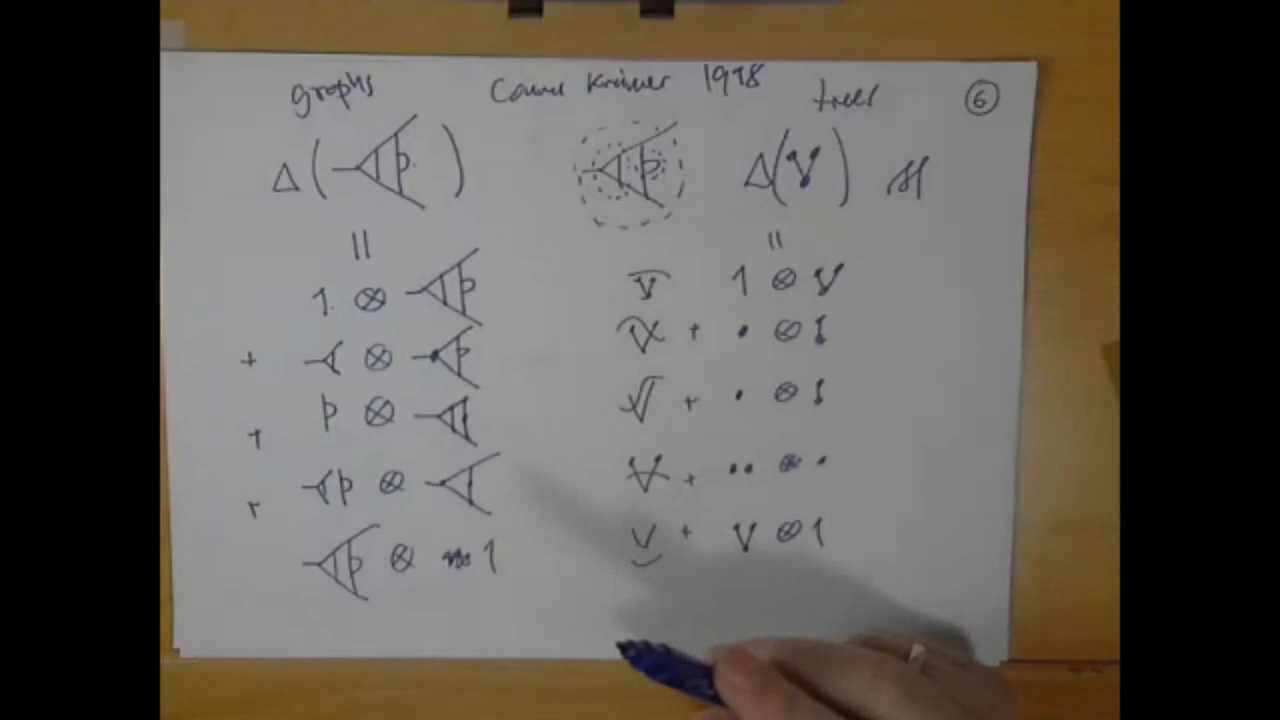 graphs Connes Kreimer 1998 trees 6
Δ ( ) Δ ( ) H
|| ||
1 ⊗ 1 ⊗
+ ⊗ + • ⊗
+ ⊗ + • ⊗
+ ⊗ + • • ⊗ •
⊗ 1 + ⊗ 1